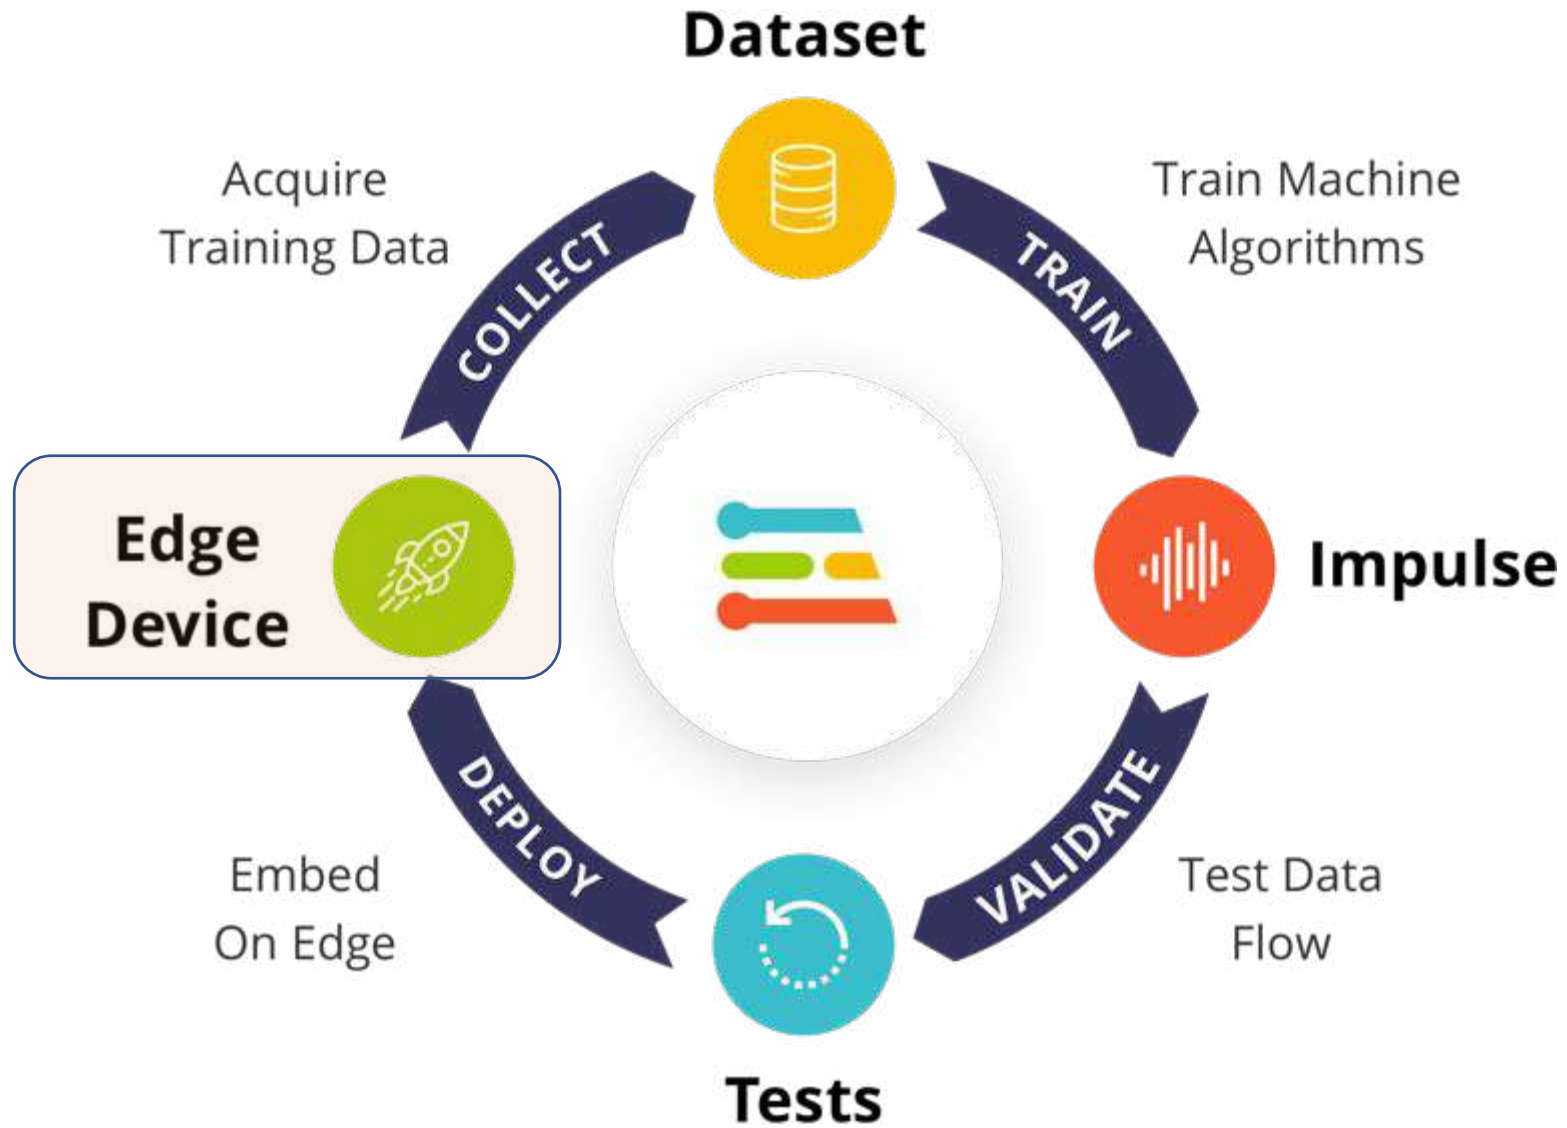 Dataset
Acquire
Training Data
COLLECT
TRAIN
Train Machine
Algorithms
Edge
Device
Impulse
DEPLOY
VALIDATE
Embed
On Edge
Test Data
Flow
Tests